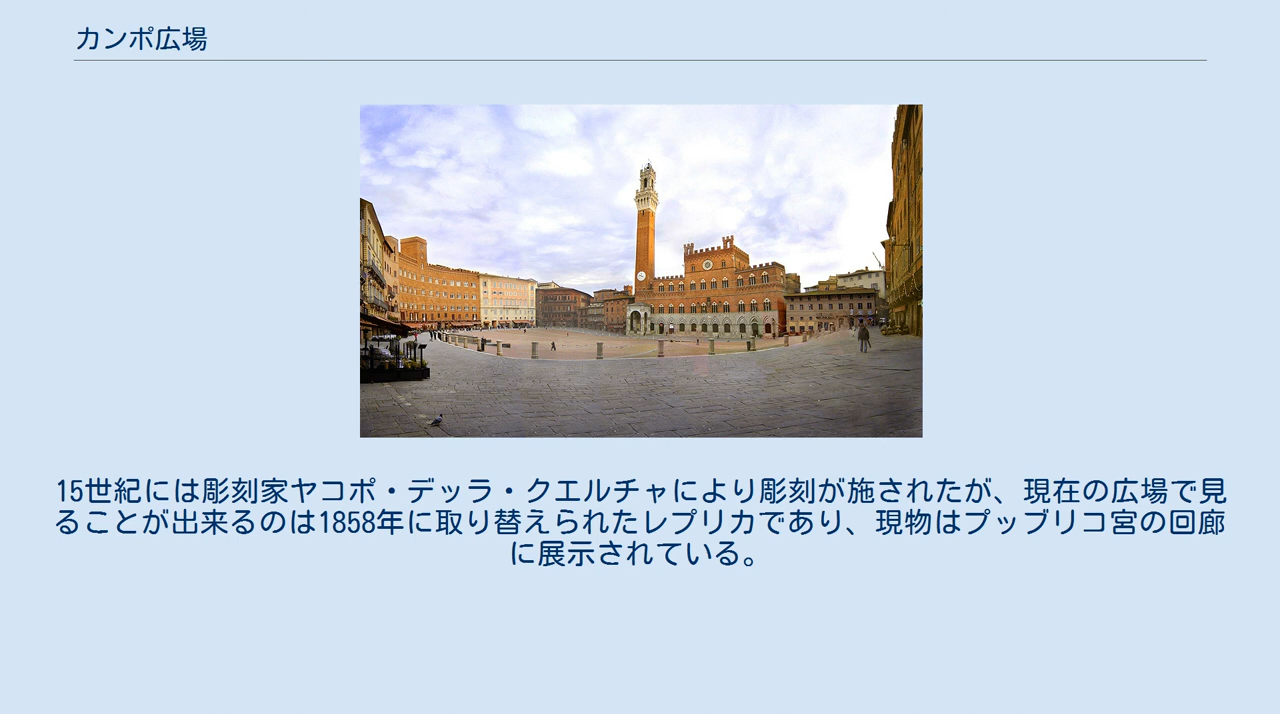 カンポ広場
15世紀には彫刻家ヤコポ・デッラ・クエルチャにより彫刻が施されたが、現在の広場で見
ることが出来るのは1858年に取り替えられたレプリカであり、現物はプッブリコ宮の回廊
に展示されている。